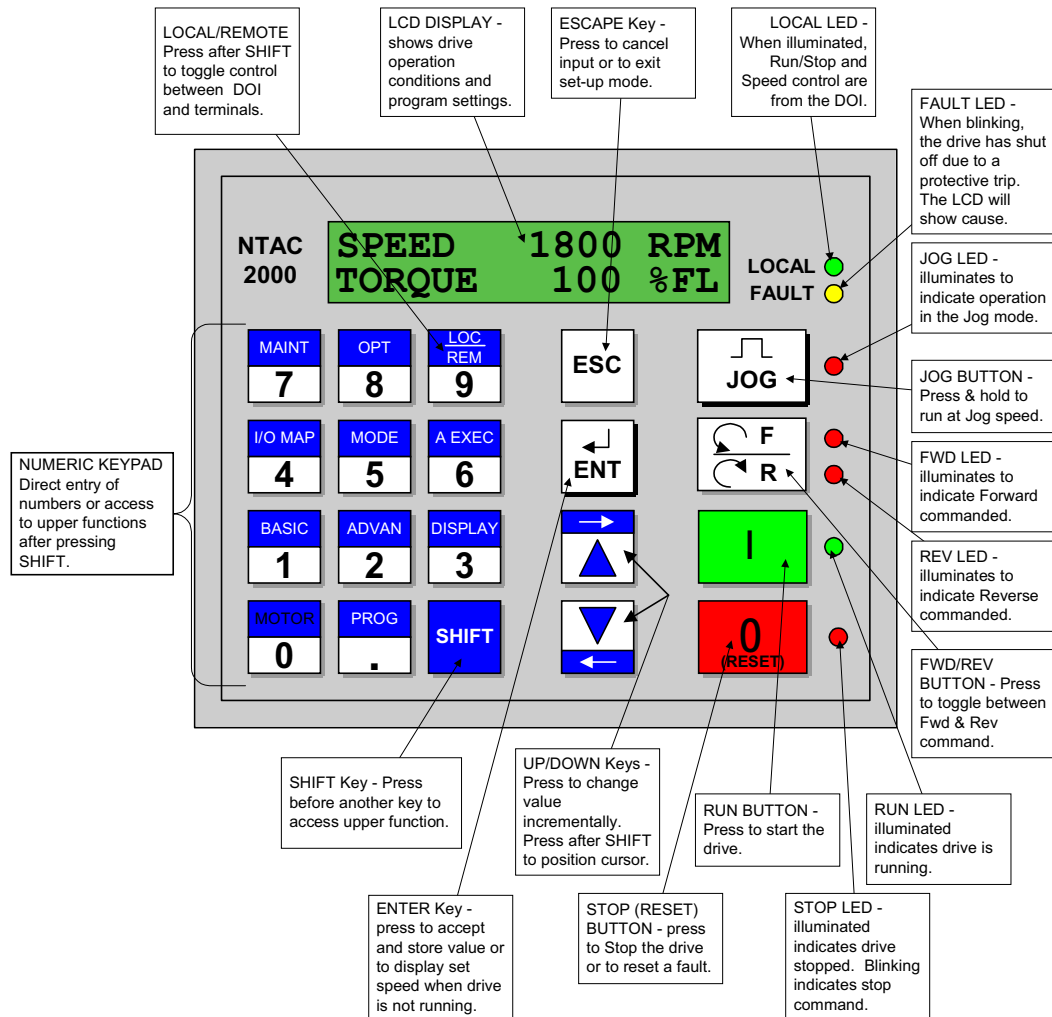 LOCAL/REMOTE
Press after SHIFT
to toggle control
between DOI
and terminals.
LCD DISPLAY -
shows drive
operation
conditions and
program settings.
ESCAPE Key -
Press to cancel
input or to exit
set-up mode.
LOCAL LED -
When illuminated,
Run/Stop and
Speed control are
from the DOI.
FAULT LED -
When blinking,
the drive has shut
off due to a
protective trip.
The LCD will
show cause.
NTAC
2000
SPEED 1800 RPM
TORQUE 100 %FL
LOCAL
FAULT
JOG LED -
illuminates to
indicate operation
in the Jog mode.
MAINT
7
OPT
8
LOC
REM
9
ESC
JOG
JOG BUTTON -
Press & hold to
run at Jog speed.
NUMERIC KEYPAD
Direct entry of
numbers or access
to upper functions
after pressing
SHIFT.
I/O MAP
4
MODE
5
A EXEC
6
ENT
F
R
FWD LED -
illuminates to
indicate Forward
commanded.
BASIC
1
ADVAN
2
DISPLAY
3
I
REV LED -
illuminates to
indicate Reverse
commanded.
MOTOR
0
PROG
.
SHIFT
0
(RESET)
FWD/REV
BUTTON - Press
to toggle between
Fwd & Rev
command.
SHIFT Key - Press
before another key to
access upper function.
UP/DOWN Keys -
Press to change
value
incrementally.
Press after SHIFT
to position cursor.
RUN BUTTON -
Press to start the
drive.
RUN LED -
illuminated
indicates drive is
running.
ENTER Key -
press to accept
and store value or
to display set
speed when drive
is not running.
STOP (RESET)
BUTTON - press
to Stop the drive
or to reset a fault.
STOP LED -
illuminated
indicates drive
stopped. Blinking
indicates stop
command.